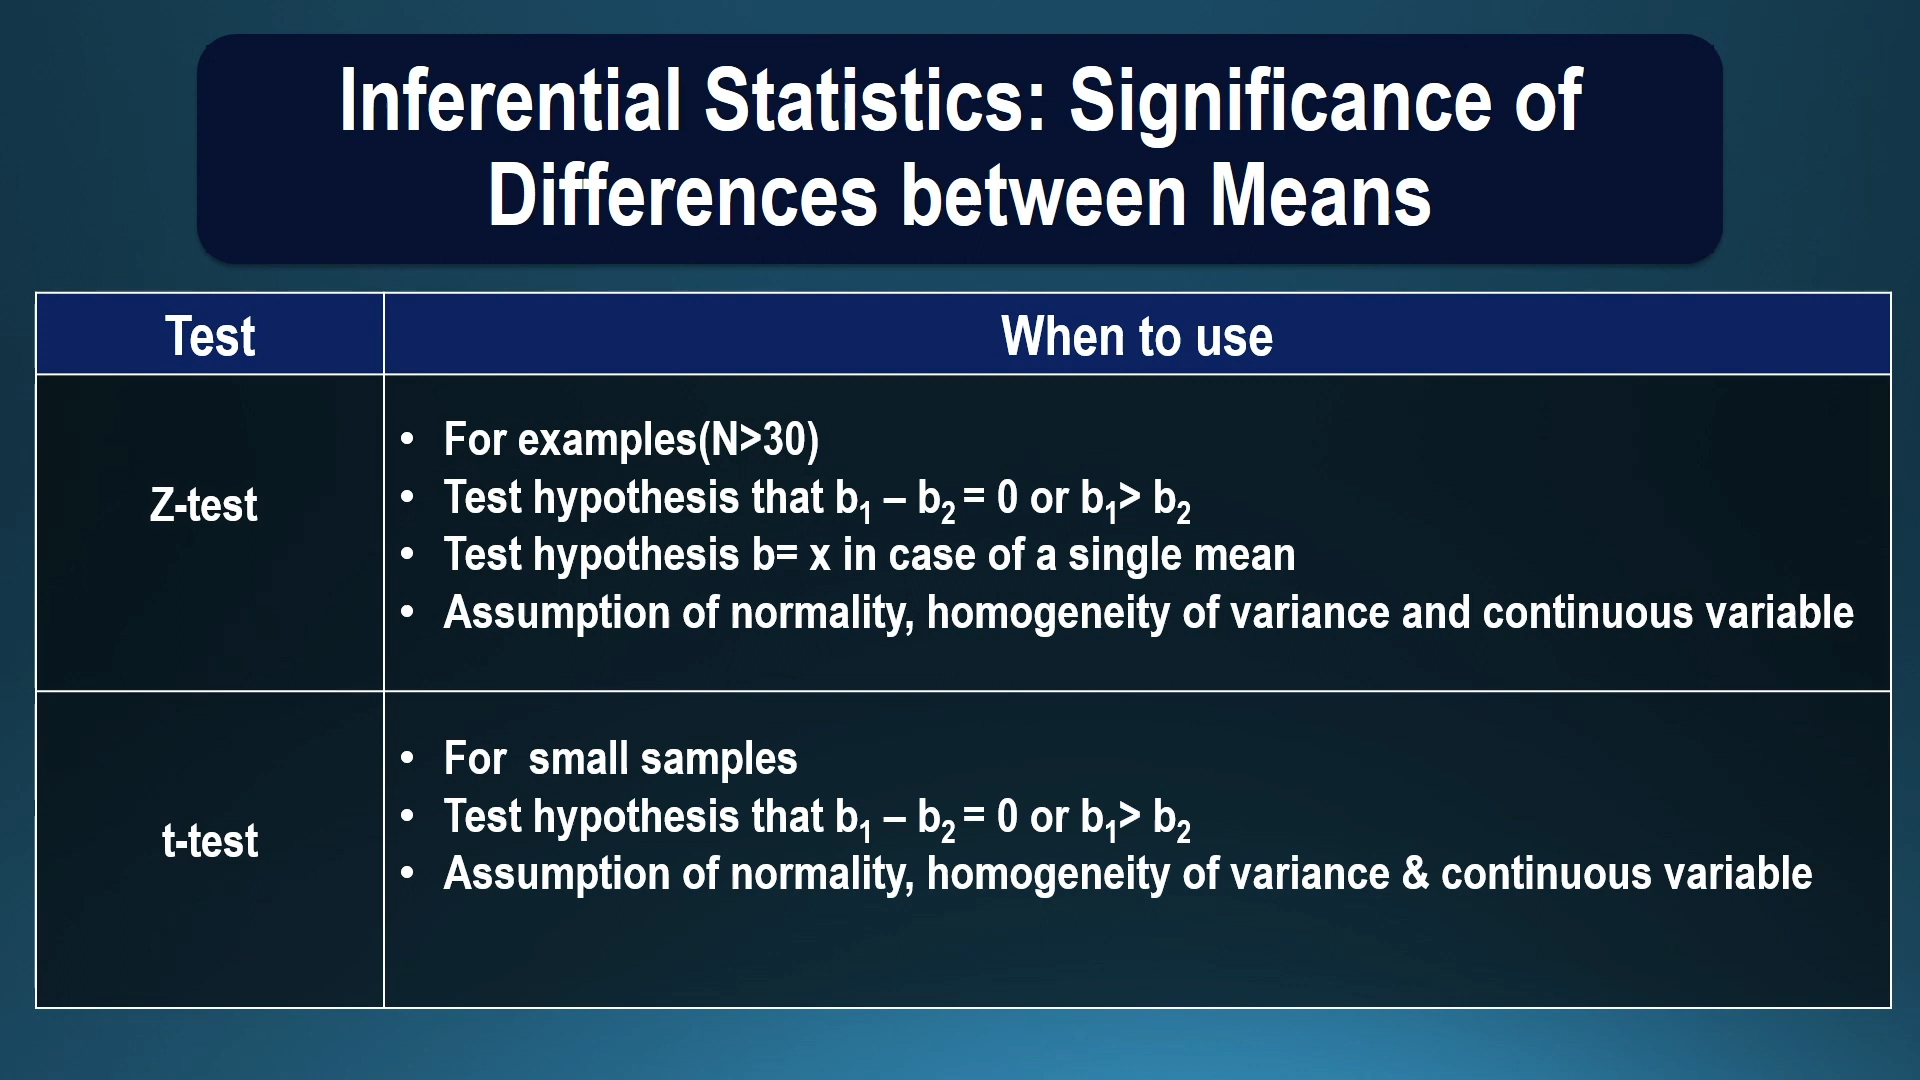 Inferential Statistics: Significance of
Differences between Means
Test
When to use
Z-test
• For examples(N>30)
• Test hypothesis that b₁ – b₂ = 0 or b₁> b₂
• Test hypothesis b= x in case of a single mean
• Assumption of normality, homogeneity of variance and continuous variable
t-test
• For small samples
• Test hypothesis that b₁ – b₂ = 0 or b₁> b₂
• Assumption of normality, homogeneity of variance & continuous variable